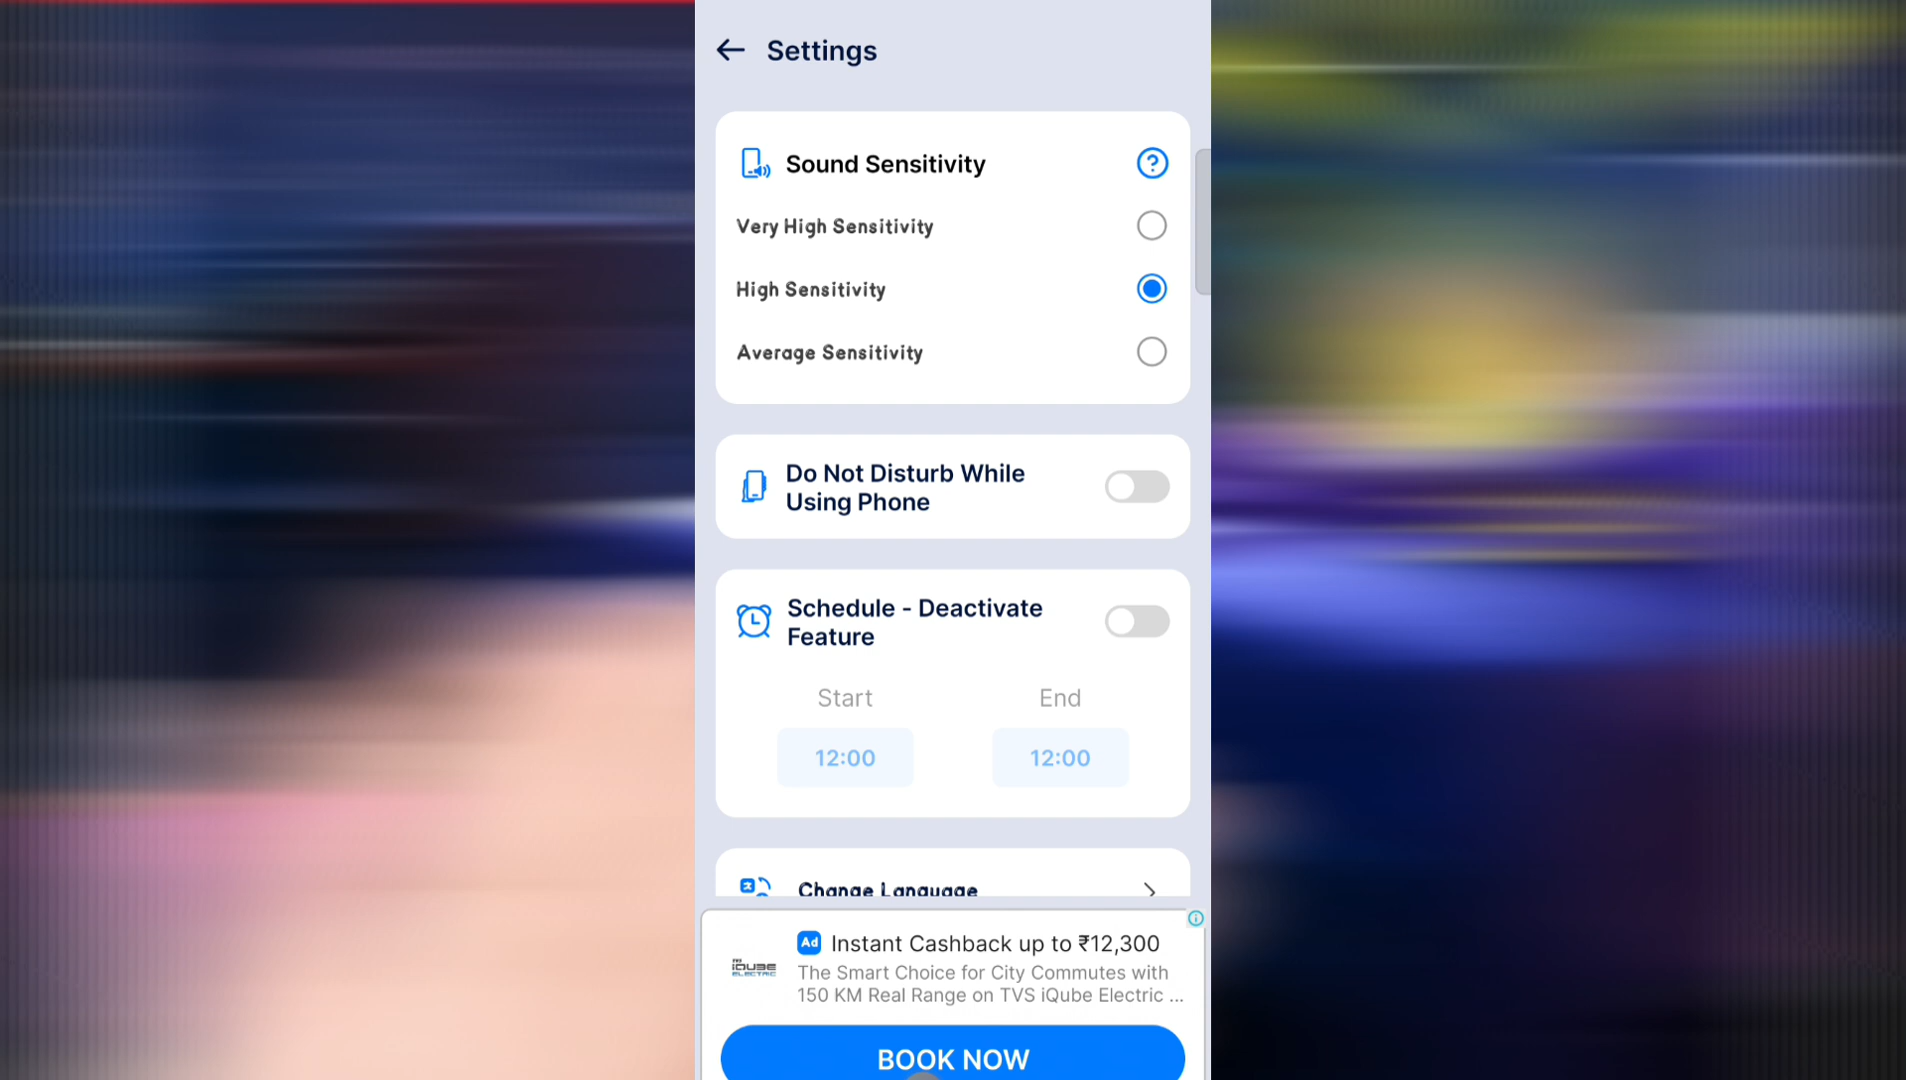 Settings
Sound Sensitivity
Very High Sensitivity
High Sensitivity
Average Sensitivity
Do Not Disturb While
Using Phone
Schedule - Deactivate
Feature
Start
End
12:00
12:00
Change Language
Ad
Instant Cashback up to ₹12,300
The Smart Choice for City Commutes with
150 KM Real Range on TVS iQube Electric ...
TVS
iQUBE
ELECTRIC
BOOK NOW